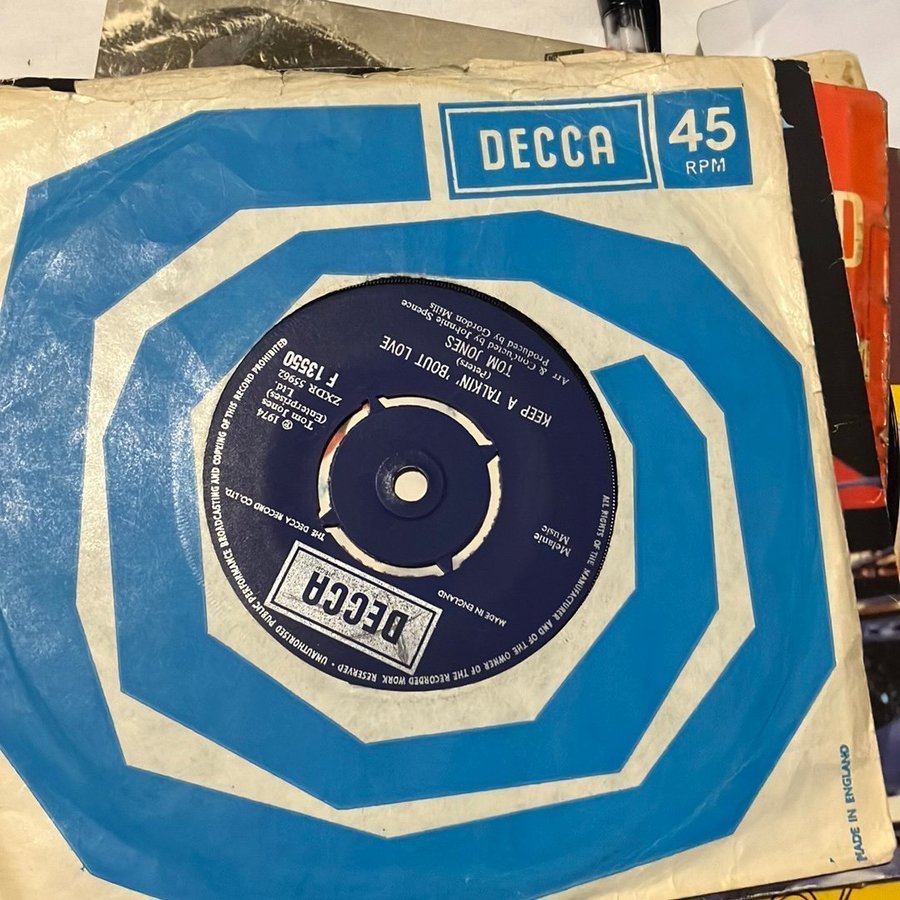 DECCA
45
RPM
KEEP A TALKIN' 'BOUT LOVE
(Peters)
TOM JONES
Arr & Conducted by Johnnie Spence
Produced by Gordon Mills
F 13550
ZXDR 55962
℗ 1974
Tom Jones
(Enterprises)
Ltd.
Melanie
Music
DECCA
MADE IN ENGLAND
THE DECCA RECORD CO. LTD.
ALL RIGHTS OF THE MANUFACTURER AND OF THE OWNER OF THE RECORDED WORK RESERVED · UNAUTHORISED PUBLIC PERFORMANCE BROADCASTING AND COPYING OF THIS RECORD PROHIBITED
MADE IN ENGLAND